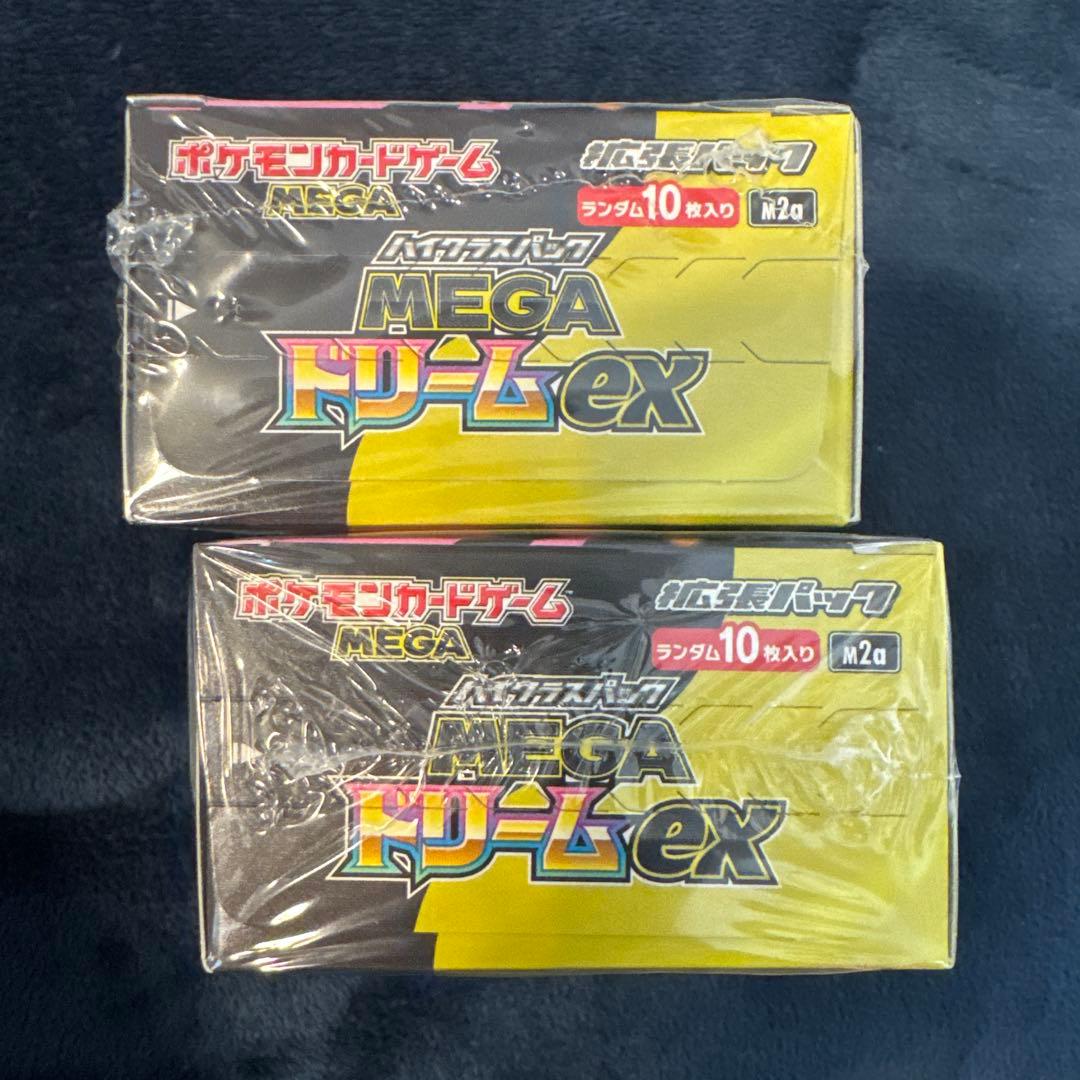 ポケモンカードゲーム
MEGA
拡張パック
ランダム10枚入り M2a
ハイクラスパック
MEGA
ドリームex
ポケモンカードゲーム
MEGA
拡張パック
ランダム10枚入り M2a
ハイクラスパック
MEGA
ドリームex